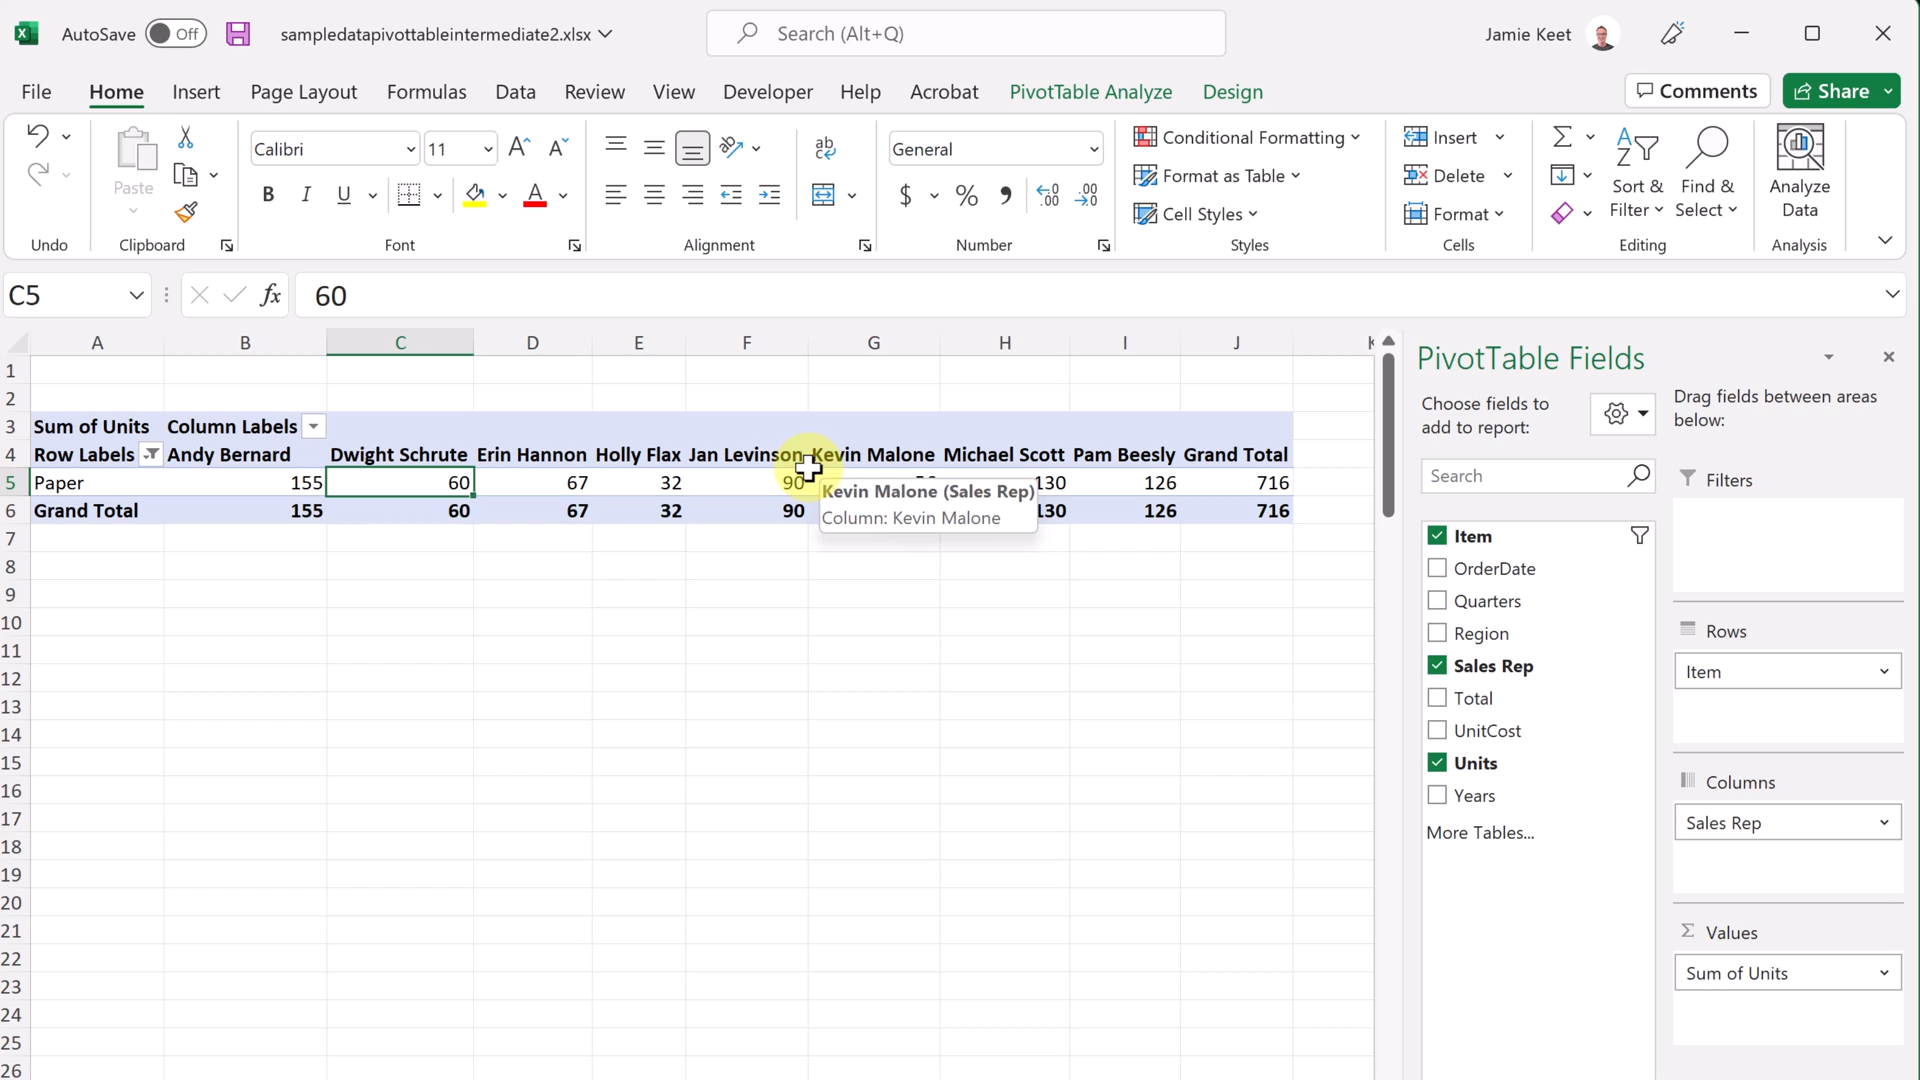 AutoSave Off sampledatapivottableintermediate2.xlsx Search (Alt+Q) Jamie Keet
File Home Insert Page Layout Formulas Data Review View Developer Help Acrobat PivotTable Analyze Design Comments Share
Paste
Calibri 11
B I U A
ab
General
$ % 9 .00 .00
Conditional Formatting
Format as Table
Cell Styles
Insert
Delete
Format
Sort & Filter
Find & Select
Analyze Data
Undo Clipboard Font Alignment Number Styles Cells Editing Analysis
C5 fx 60
A B C D E F G H I J
1
2
3 Sum of Units Column Labels
4 Row Labels Andy Bernard Dwight Schrute Erin Hannon Holly Flax Jan Levinson Kevin Malone Michael Scott Pam Beesly Grand Total
5 Paper 155 60 67 32 90 130 126 716
6 Grand Total 155 60 67 32 90 130 126 716
Kevin Malone (Sales Rep)
Column: Kevin Malone
7
8
9
10
11
12
13
14
15
16
17
18
19
20
21
22
23
24
25
26
PivotTable Fields
Choose fields to
add to report:
Search
Item
OrderDate
Quarters
Region
Sales Rep
Total
UnitCost
Units
Years
More Tables...
Drag fields between areas
below:
Filters
Rows
Item
Columns
Sales Rep
Σ Values
Sum of Units